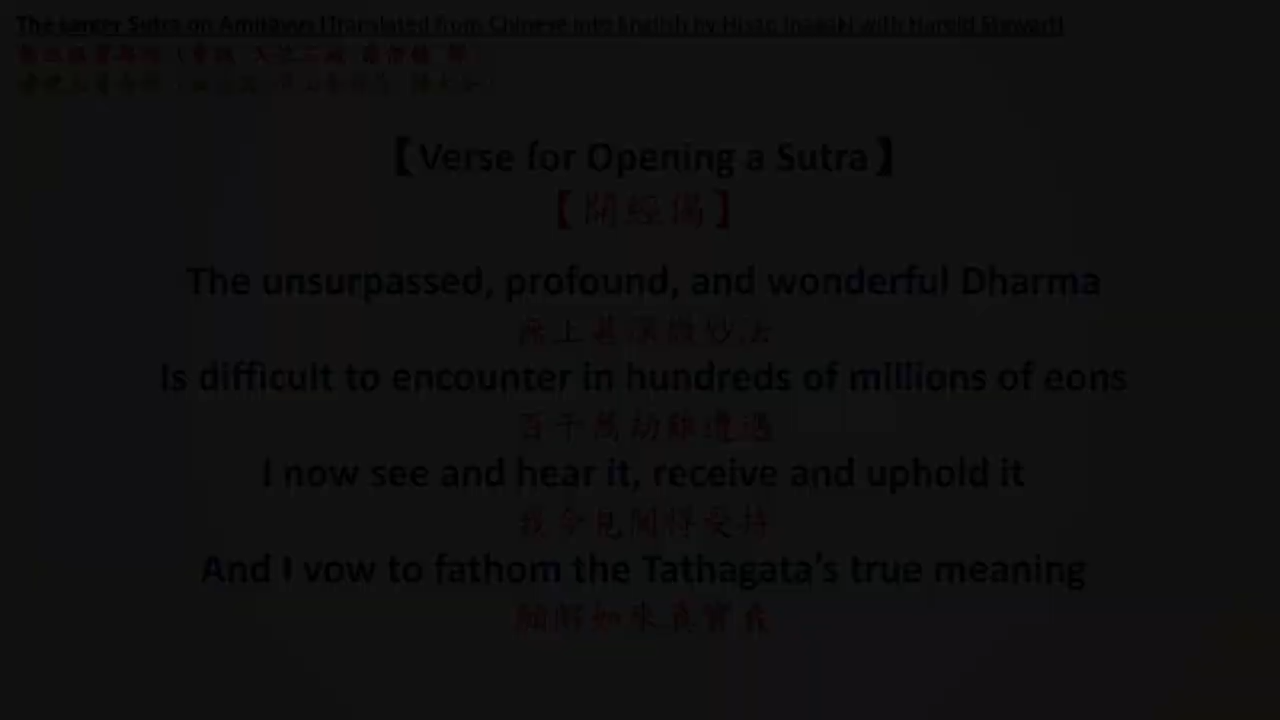 The Larger Sutra on Amitayus (Translated from Chinese into English by Hisao Inagaki with Harold Stewart)
【Verse for Opening a Sutra】
【開經偈】
The unsurpassed, profound, and wonderful Dharma
無上甚深微妙法
Is difficult to encounter in hundreds of millions of eons
百千萬劫難遭遇
I now see and hear it, receive and uphold it
我今見聞得受持
And I vow to fathom the Tathagata's true meaning
願解如來真實義